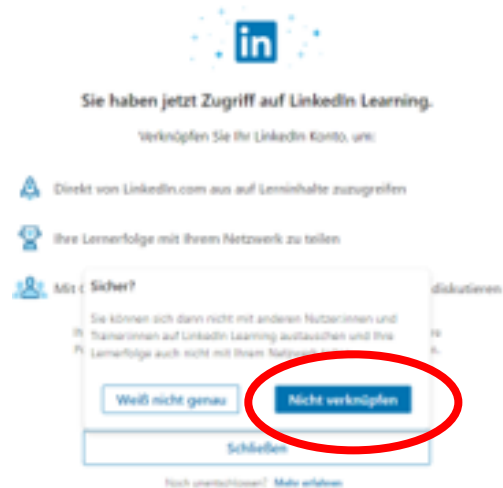 in
Sie haben jetzt Zugriff auf LinkedIn Learning.
Verknüpfen Sie Ihr LinkedIn Konto, um:
Direkt von LinkedIn.com aus auf Lerninhalte zuzugreifen
Ihre Lernerfolge mit Ihrem Netzwerk zu teilen
Mit diskutieren
Sicher?
Sie können sich dann nicht mit anderen Nutzer:innen und
Trainer:innen auf LinkedIn Learning austauschen und Ihre
Lernerfolge auch nicht mit Ihrem Netzwerk
Weiß nicht genau
Nicht verknüpfen
Schließen
Noch unentschlossen? Mehr erfahren